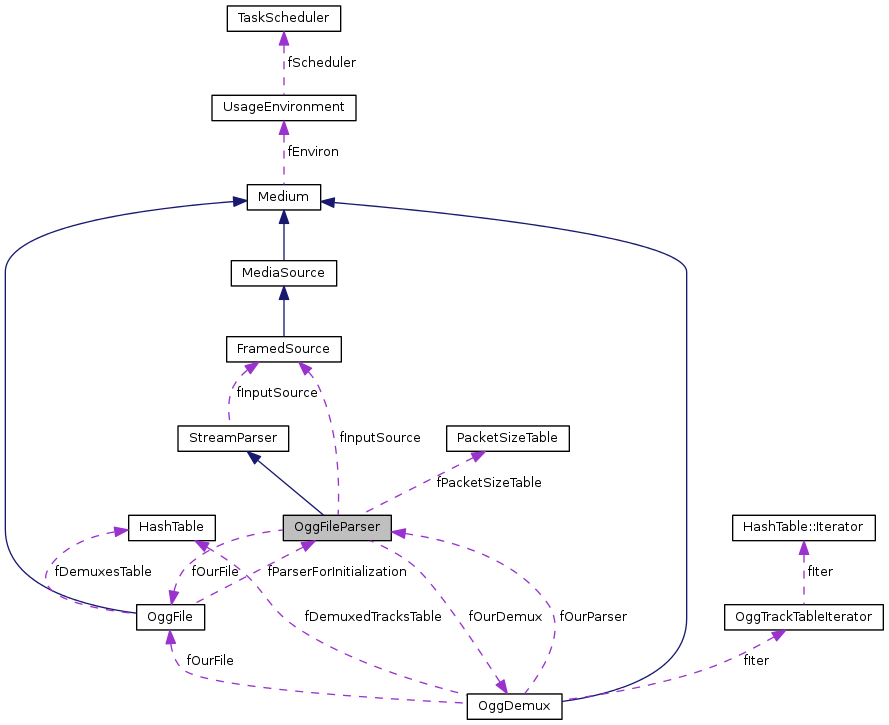 TaskScheduler
fScheduler
UsageEnvironment
fEnviron
Medium
MediaSource
FramedSource
fInputSource
StreamParser
fInputSource
PacketSizeTable
fPacketSizeTable
HashTable
OggFileParser
HashTable::Iterator
fDemuxesTable
fOurFile
fParserForInitialization
fIter
OggFile
fDemuxedTracksTable
fOurDemux
fOurParser
OggTrackTableIterator
fOurFile
fIter
OggDemux